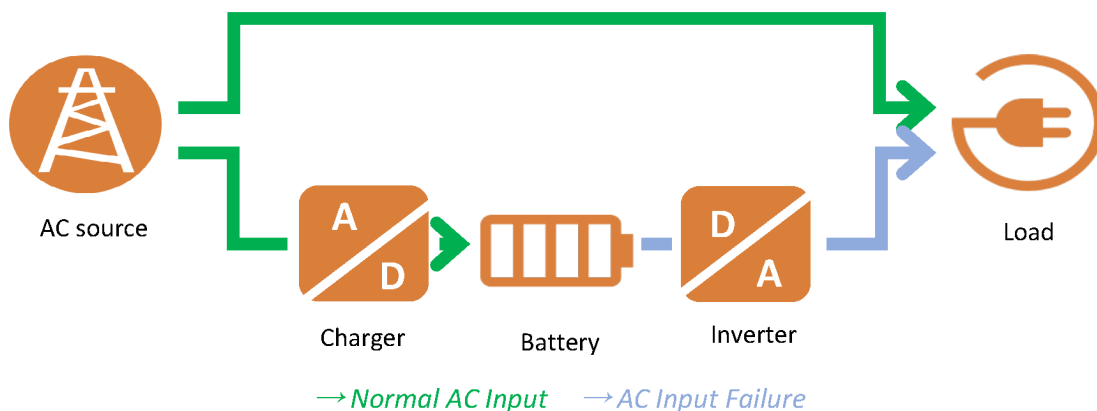 AC source
A
D
Charger
Battery
D
A
Inverter
Load
→Normal AC Input →AC Input Failure